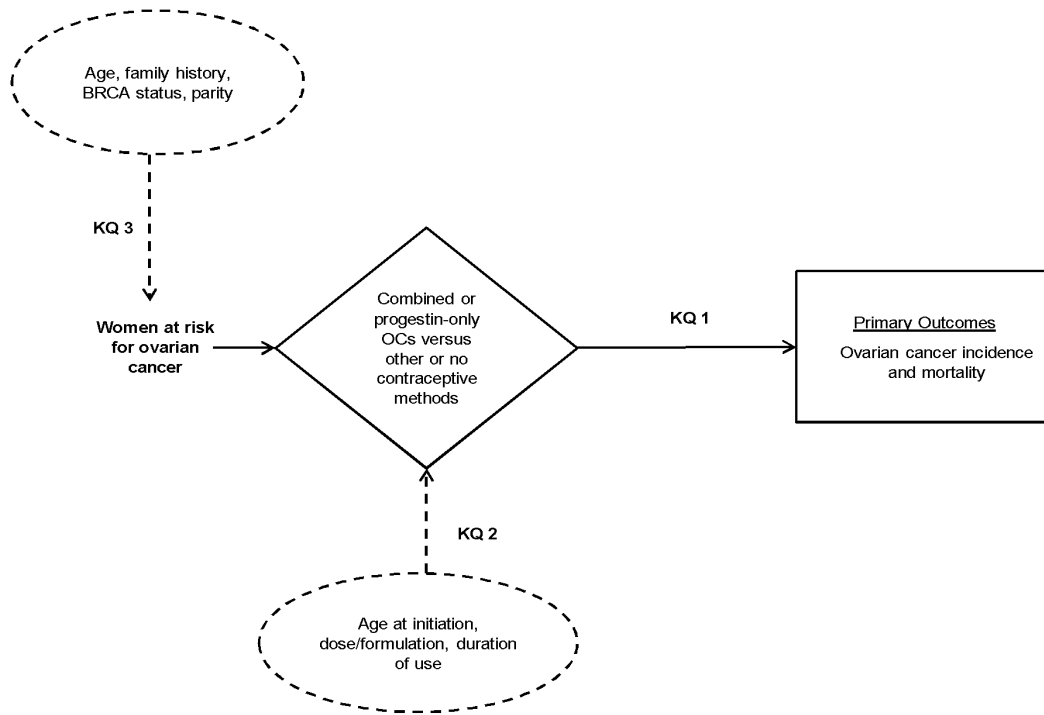 Age, family history,
BRCA status, parity
KQ 3
Women at risk
for ovarian
cancer
Combined or
progestin-only
OCs versus
other or no
contraceptive
methods
KQ 1
Primary Outcomes
Ovarian cancer incidence
and mortality
KQ 2
Age at initiation,
dose/formulation, duration
of use